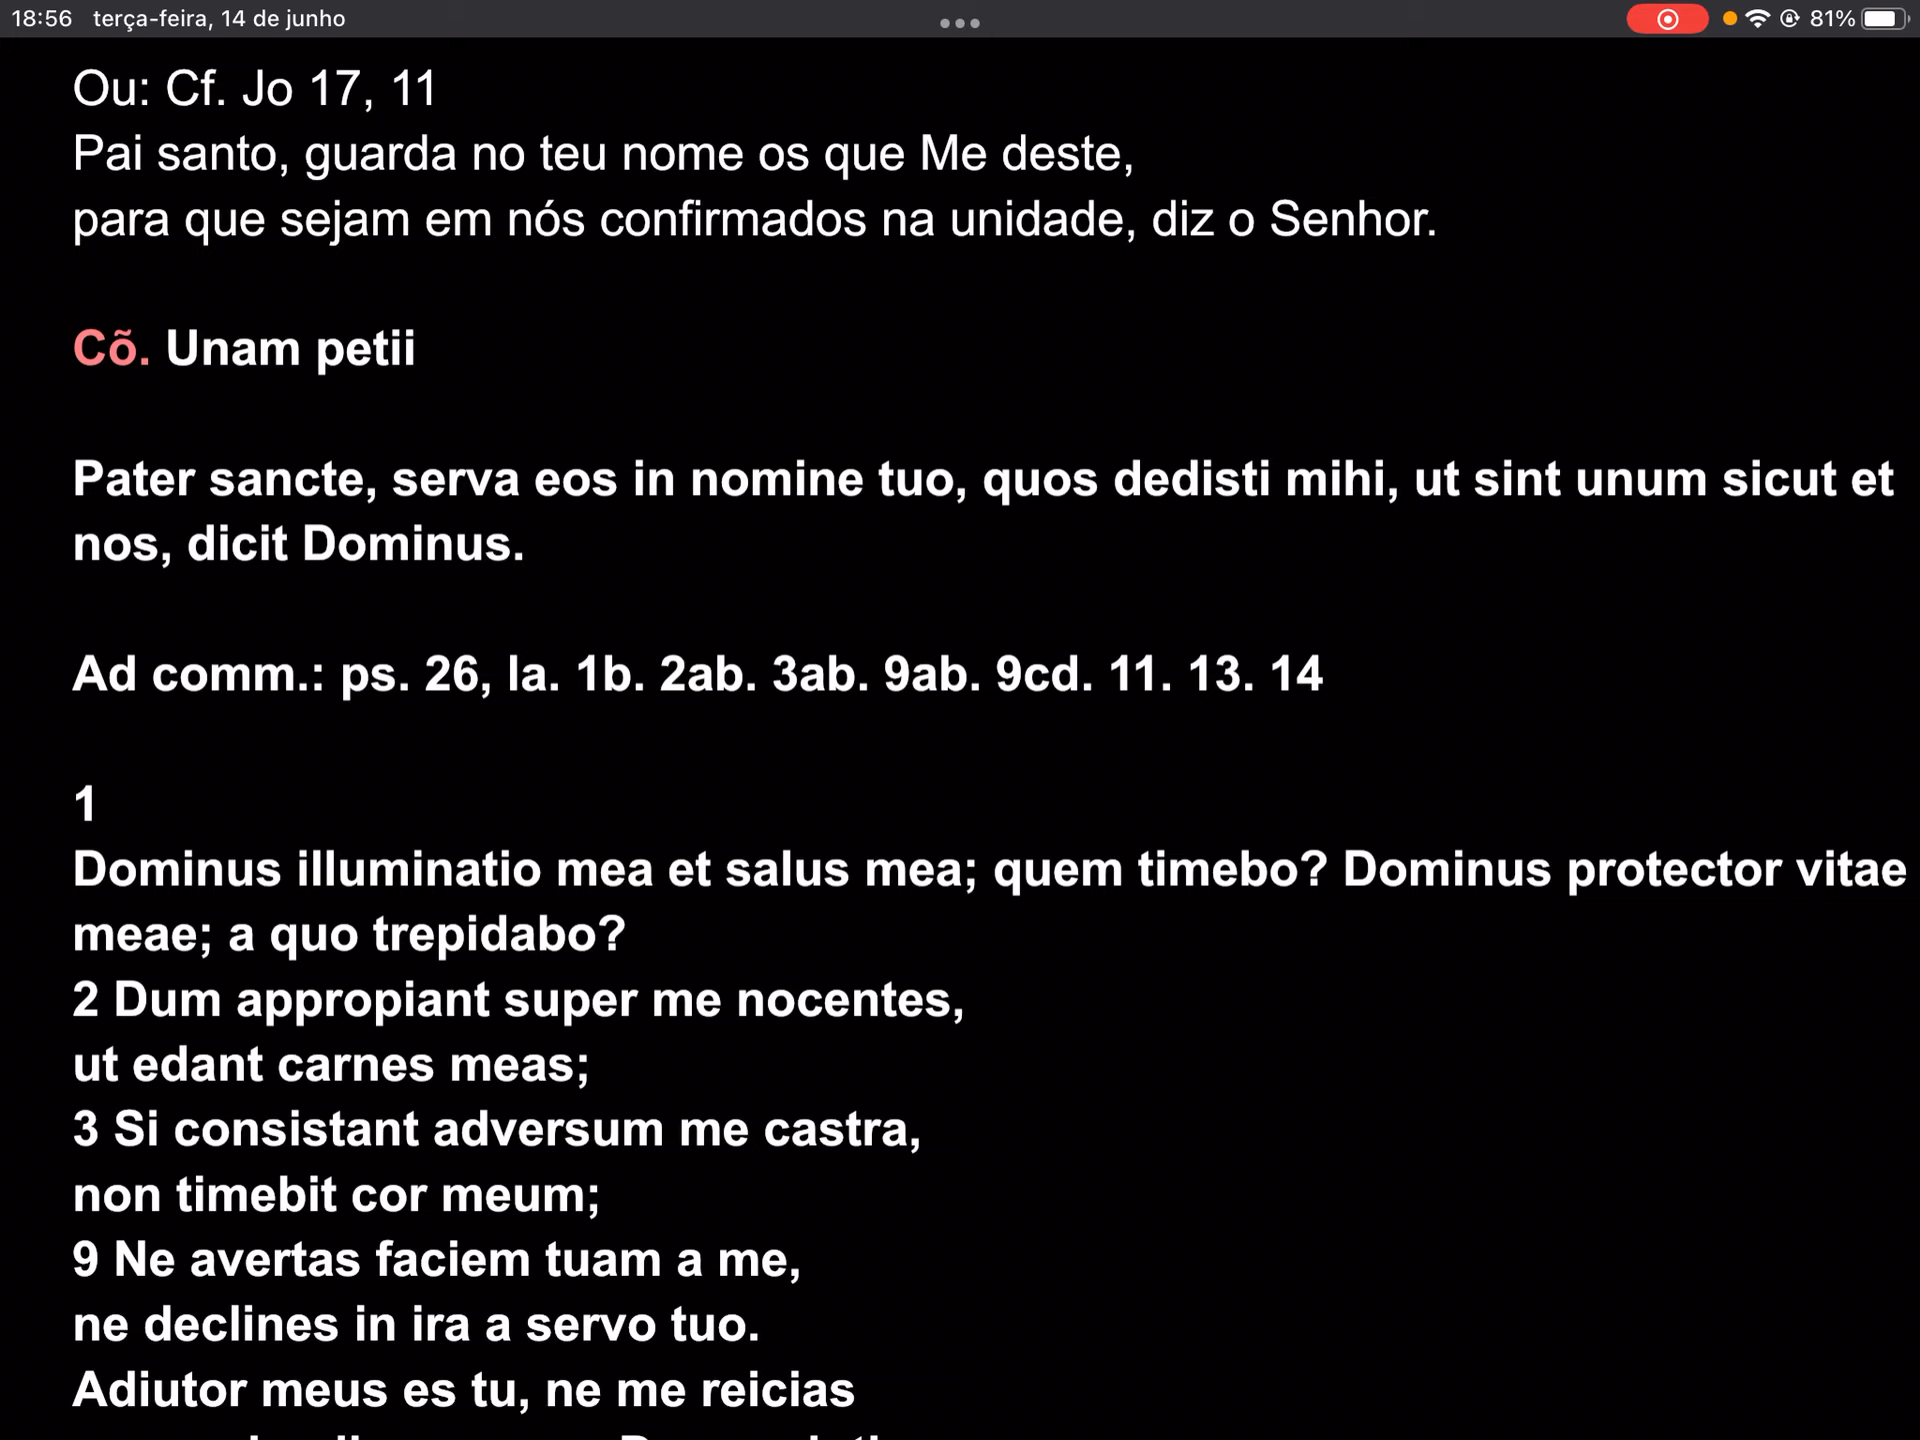 18:56 terça-feira, 14 de junho
81%
Ou: Cf. Jo 17, 11
Pai santo, guarda no teu nome os que Me deste,
para que sejam em nós confirmados na unidade, diz o Senhor.
Cõ. Unam petii
Pater sancte, serva eos in nomine tuo, quos dedisti mihi, ut sint unum sicut et
nos, dicit Dominus.
Ad comm.: ps. 26, la. 1b. 2ab. 3ab. 9ab. 9cd. 11. 13. 14
1
Dominus illuminatio mea et salus mea; quem timebo? Dominus protector vitae
meae; a quo trepidabo?
2 Dum appropiant super me nocentes,
ut edant carnes meas;
3 Si consistant adversum me castra,
non timebit cor meum;
9 Ne avertas faciem tuam a me,
ne declines in ira a servo tuo.
Adiutor meus es tu, ne me reicias